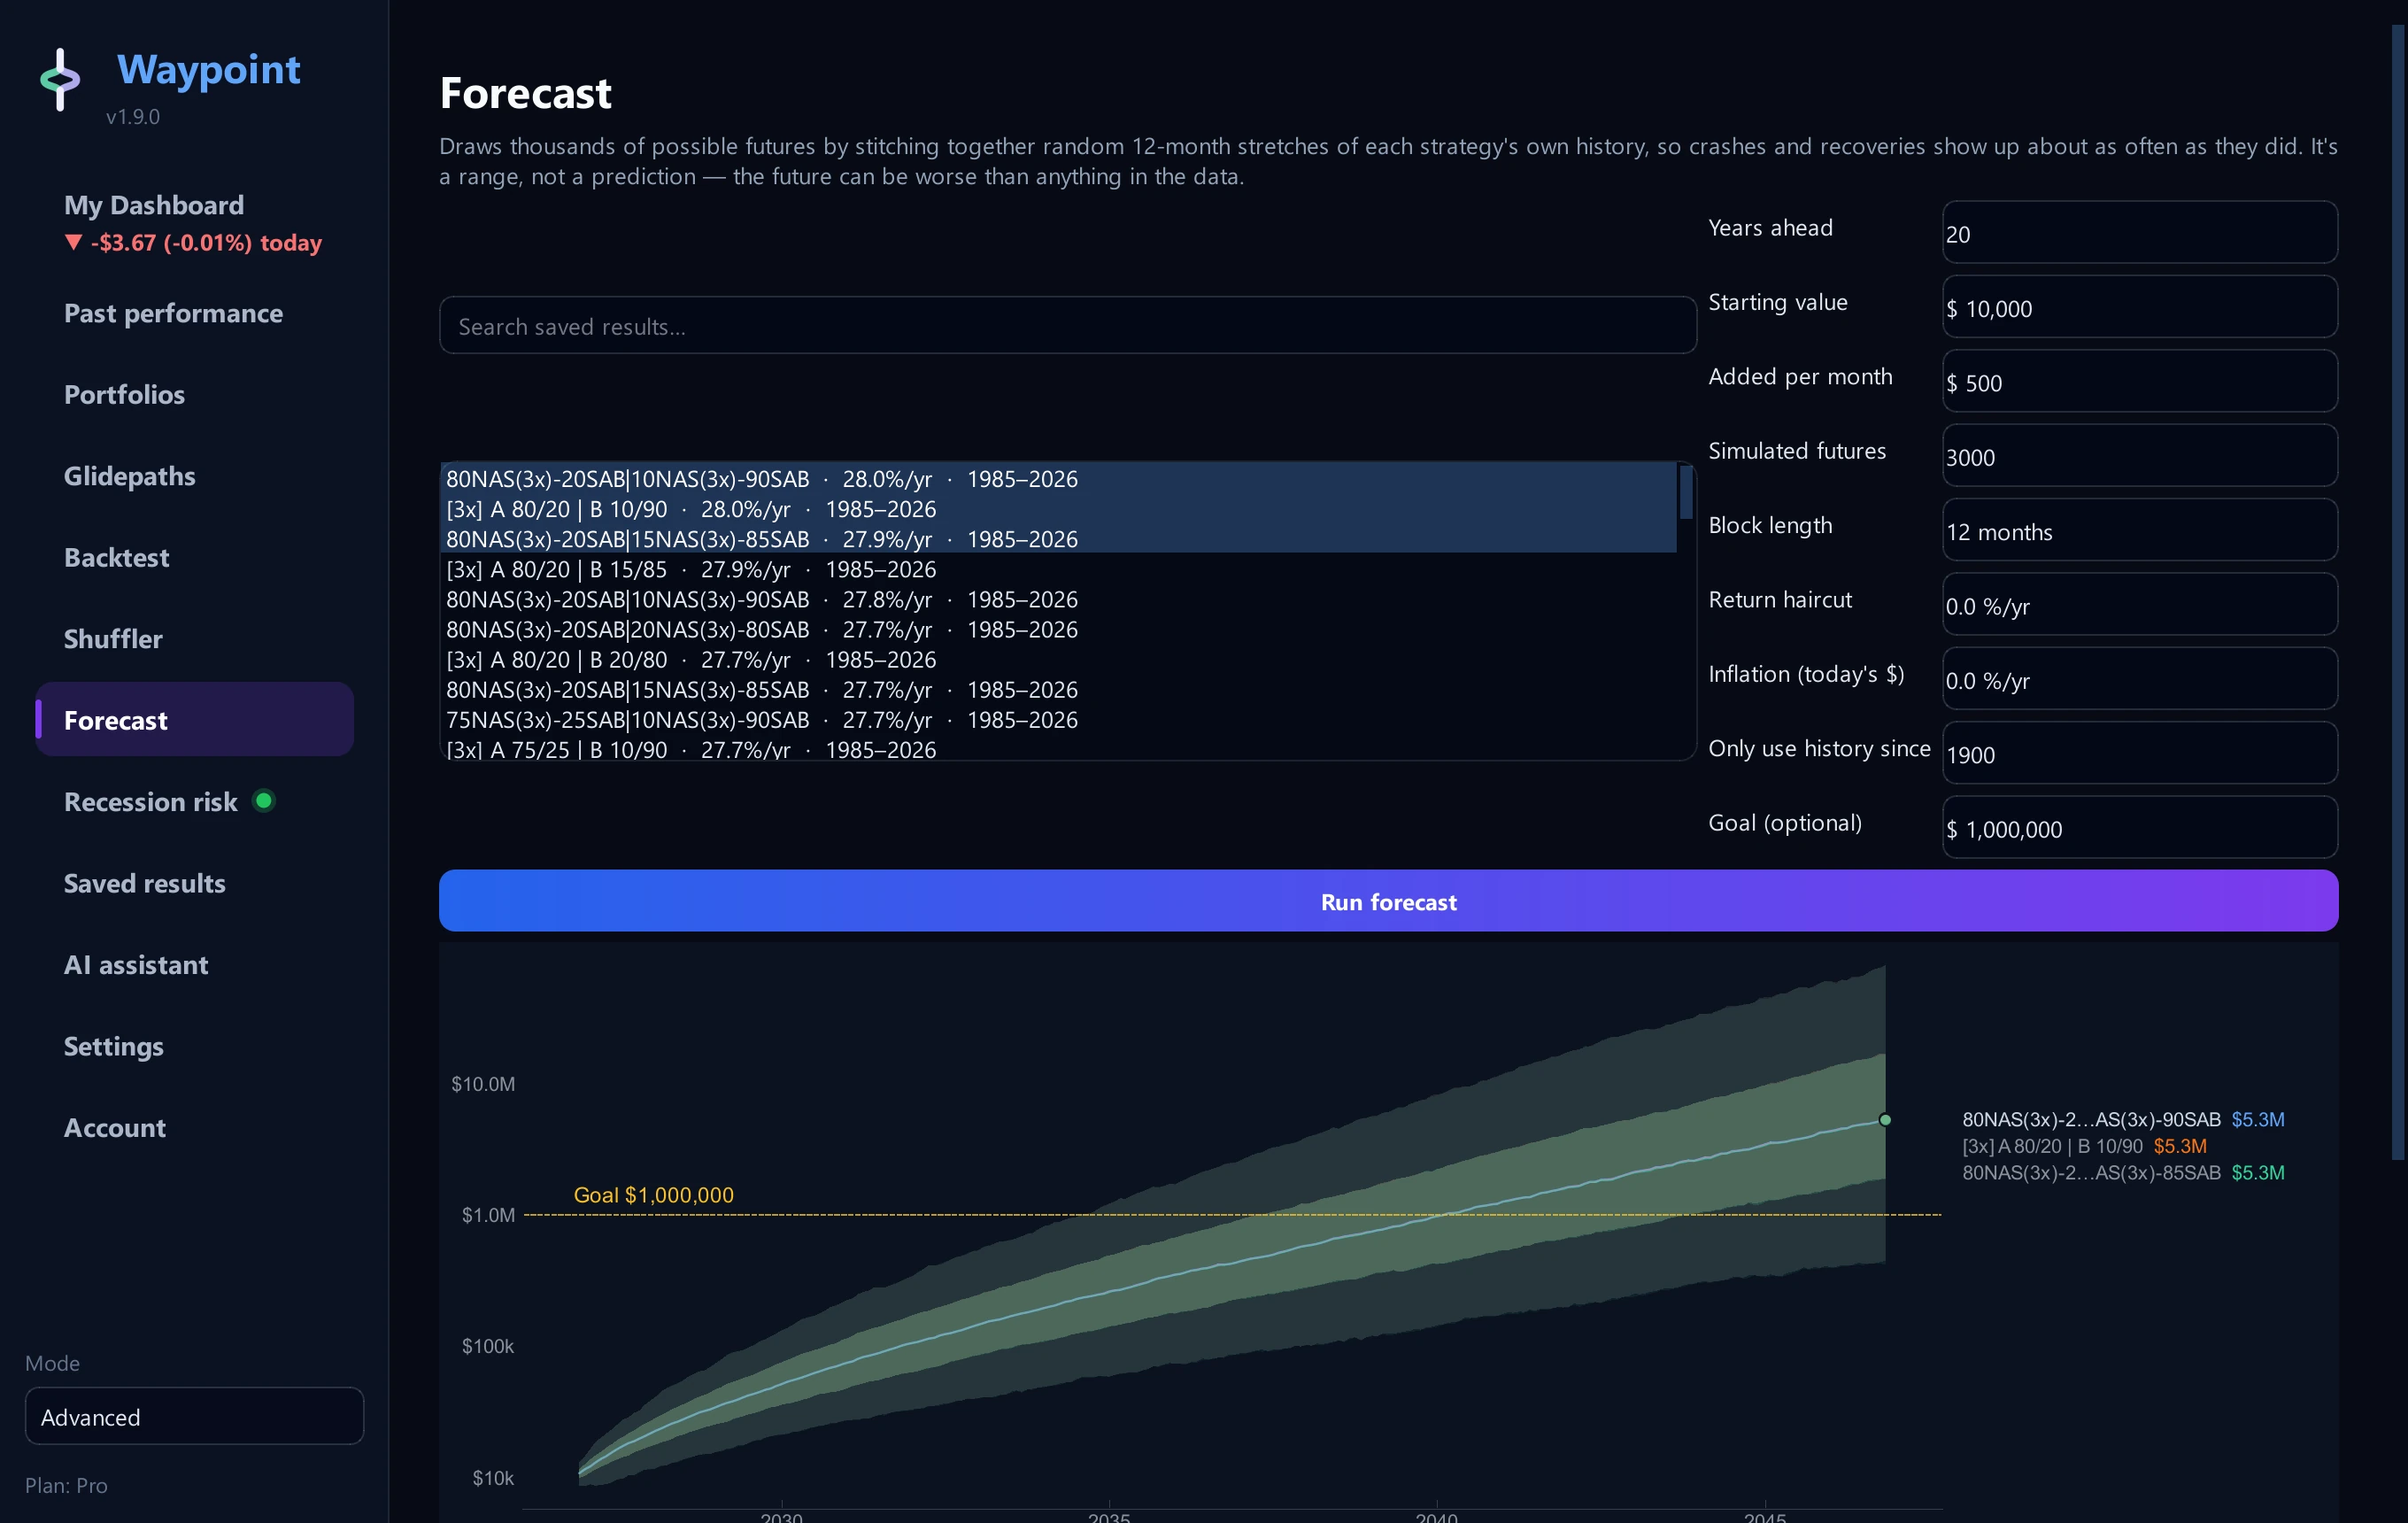 Waypoint
v1.9.0
My Dashboard
▼ -$3.67 (-0.01%) today
Past performance
Portfolios
Glidepaths
Backtest
Shuffler
Forecast
Recession risk
Saved results
AI assistant
Settings
Account
Mode
Advanced
Plan: Pro
Forecast
Draws thousands of possible futures by stitching together random 12-month stretches of each strategy's own history, so crashes and recoveries show up about as often as they did. It's
a range, not a prediction — the future can be worse than anything in the data.
Search saved results...
80NAS(3x)-20SAB|10NAS(3x)-90SAB · 28.0%/yr · 1985–2026
[3x] A 80/20 | B 10/90 · 28.0%/yr · 1985–2026
80NAS(3x)-20SAB|15NAS(3x)-85SAB · 27.9%/yr · 1985–2026
[3x] A 80/20 | B 15/85 · 27.9%/yr · 1985–2026
80NAS(3x)-20SAB|10NAS(3x)-90SAB · 27.8%/yr · 1985–2026
80NAS(3x)-20SAB|20NAS(3x)-80SAB · 27.7%/yr · 1985–2026
[3x] A 80/20 | B 20/80 · 27.7%/yr · 1985–2026
80NAS(3x)-20SAB|15NAS(3x)-85SAB · 27.7%/yr · 1985–2026
75NAS(3x)-25SAB|10NAS(3x)-90SAB · 27.7%/yr · 1985–2026
[3x] A 75/25 | B 10/90 · 27.7%/yr · 1985–2026
Years ahead 20
Starting value $ 10,000
Added per month $ 500
Simulated futures 3000
Block length 12 months
Return haircut 0.0 %/yr
Inflation (today's $) 0.0 %/yr
Only use history since 1900
Goal (optional) $ 1,000,000
Run forecast
$10.0M
Goal $1,000,000
$1.0M
$100k
$10k
80NAS(3x)-2...AS(3x)-90SAB $5.3M
[3x] A 80/20 | B 10/90 $5.3M
80NAS(3x)-2...AS(3x)-85SAB $5.3M
2030 2035 2040 2045